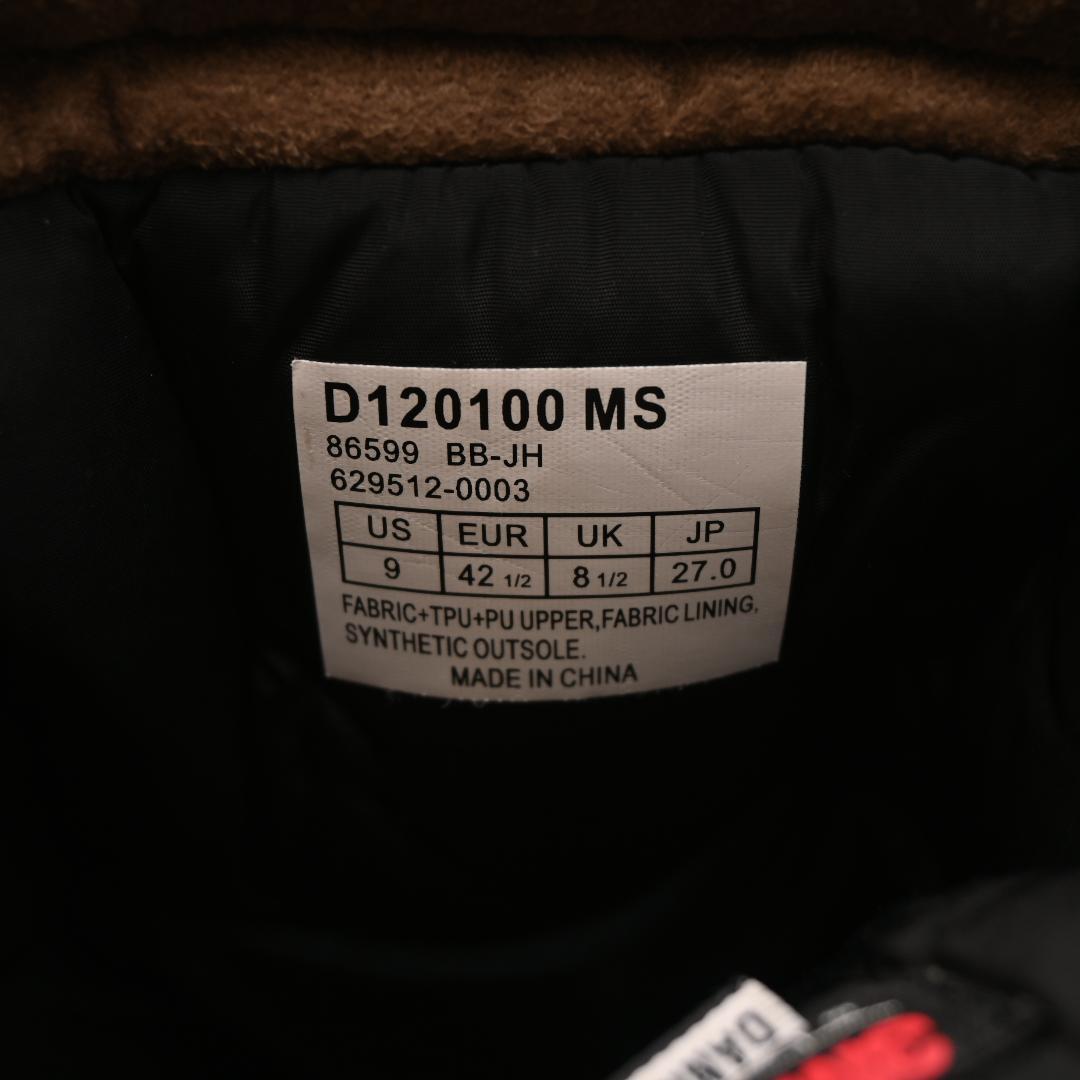 D120100 MS
86599 BB-JH
629512-0003
US EUR UK JP
9 42 1/2 8 1/2 27.0
FABRIC+TPU+PU UPPER,FABRIC LINING,
SYNTHETIC OUTSOLE.
MADE IN CHINA